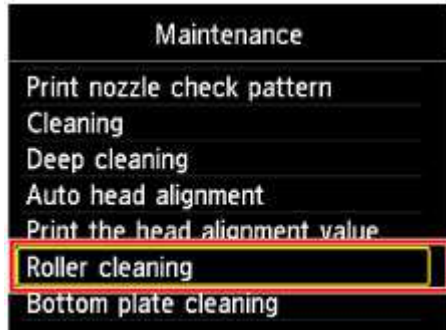 Maintenance
Print nozzle check pattern
Cleaning
Deep cleaning
Auto head alignment
Print the head alignment value
Roller cleaning
Bottom plate cleaning